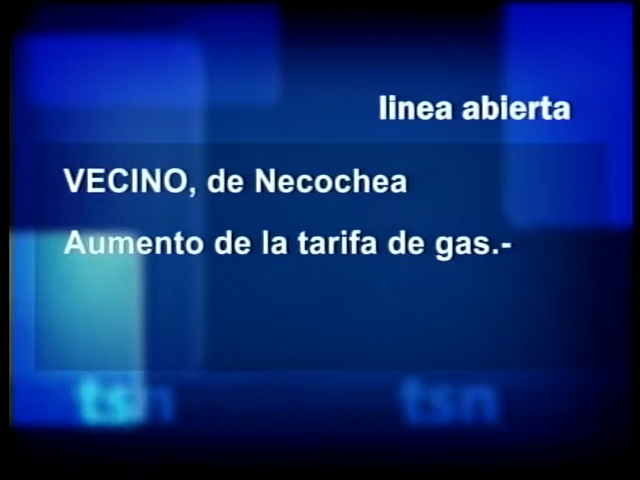 linea abierta
VECINO, de Necochea
Aumento de la tarifa de gas.-
tsn tsn